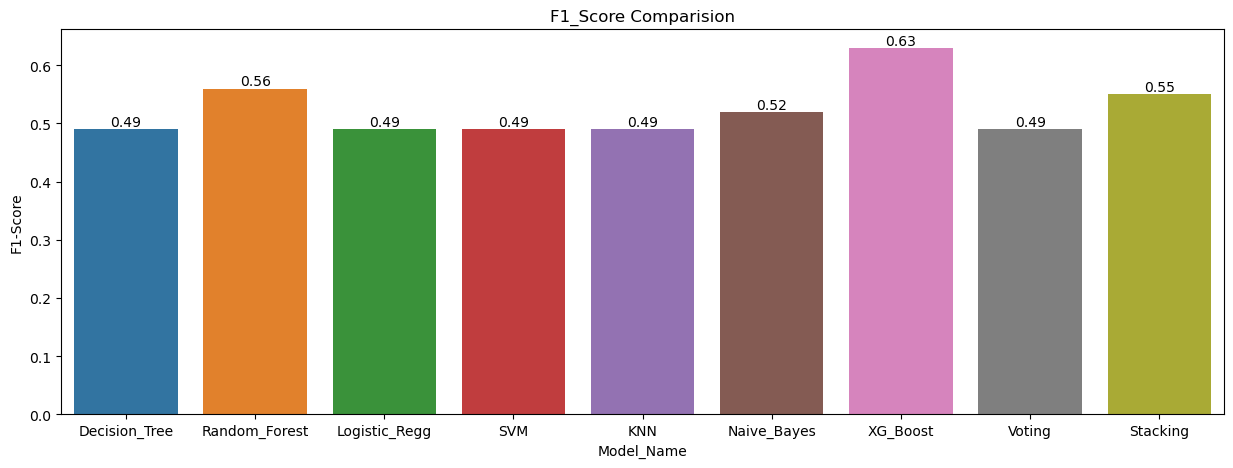 F1_Score Comparision
F1-Score
0.6
0.5
0.4
0.3
0.2
0.1
0.0
0.49
0.56
0.49
0.49
0.49
0.52
0.63
0.49
0.55
Decision_Tree
Random_Forest
Logistic_Regg
SVM
KNN
Naive_Bayes
XG_Boost
Voting
Stacking
Model_Name